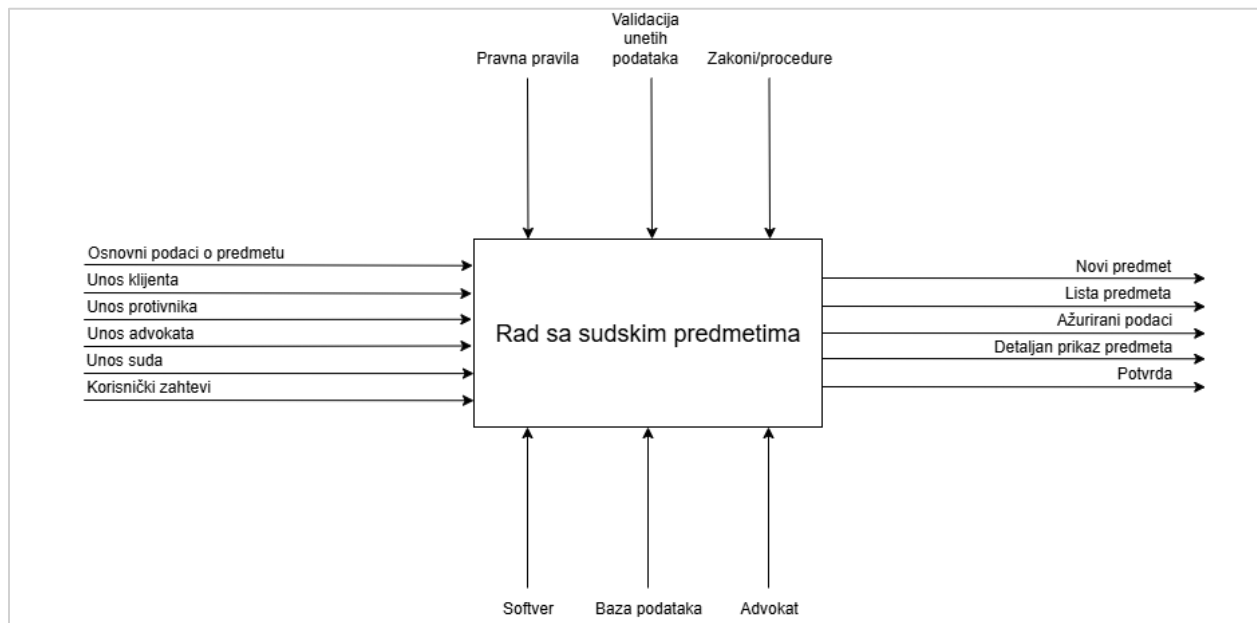 Pravna pravila
Validacija
unetih
podataka
Zakoni/procedure
Osnovni podaci o predmetu
Unos klijenta
Unos protivnika
Unos advokata
Unos suda
Korisnički zahtevi
Rad sa sudskim predmetima
Novi predmet
Lista predmeta
Ažurirani podaci
Detaljan prikaz predmeta
Potvrda
Softver
Baza podataka
Advokat